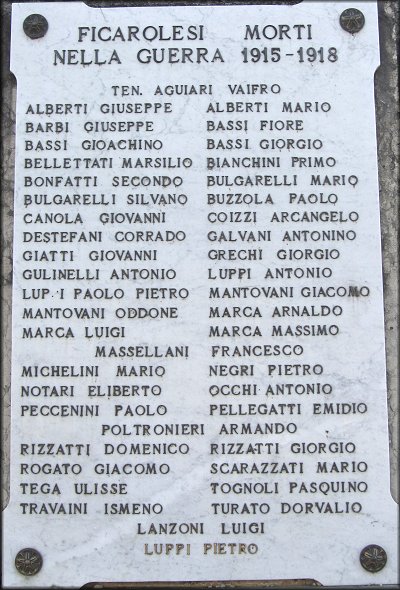 FICAROLESI MORTI
NELLA GUERRA 1915-1918
TEN. AGUIARI VAIFRO
ALBERTI GIUSEPPE ALBERTI MARIO
BARBI GIUSEPPE BASSI FIORE
BASSI GIOACHINO BASSI GIORGIO
BELLETTATI MARSILIO BIANCHINI PRIMO
BONFATTI SECONDO BULGARELLI MARIO
BULGARELLI SILVANO BUZZOLA PAOLO
CANOLA GIOVANNI COIZZI ARCANGELO
DESTEFANI CORRADO GALVANI ANTONINO
GIATTI GIOVANNI GRECHI GIORGIO
GULINELLI ANTONIO LUPPI ANTONIO
LUP I PAOLO PIETRO MANTOVANI GIACOMO
MANTOVANI ODDONE MARCA ARNALDO
MARCA LUIGI MARCA MASSIMO
MASSELLANI FRANCESCO
MICHELINI MARIO NEGRI PIETRO
NOTARI ELIBERTO OCCHI ANTONIO
PECCENINI PAOLO PELLEGATTI EMIDIO
POLTRONIERI ARMANDO
RIZZATTI DOMENICO RIZZATTI GIORGIO
ROGATO GIACOMO SCARAZZATI MARIO
TEGA ULISSE TOGNOLI PASQUINO
TRAVAINI ISMENO TURATO DORVALIO
LANZONI LUIGI
LUPPI PIETRO